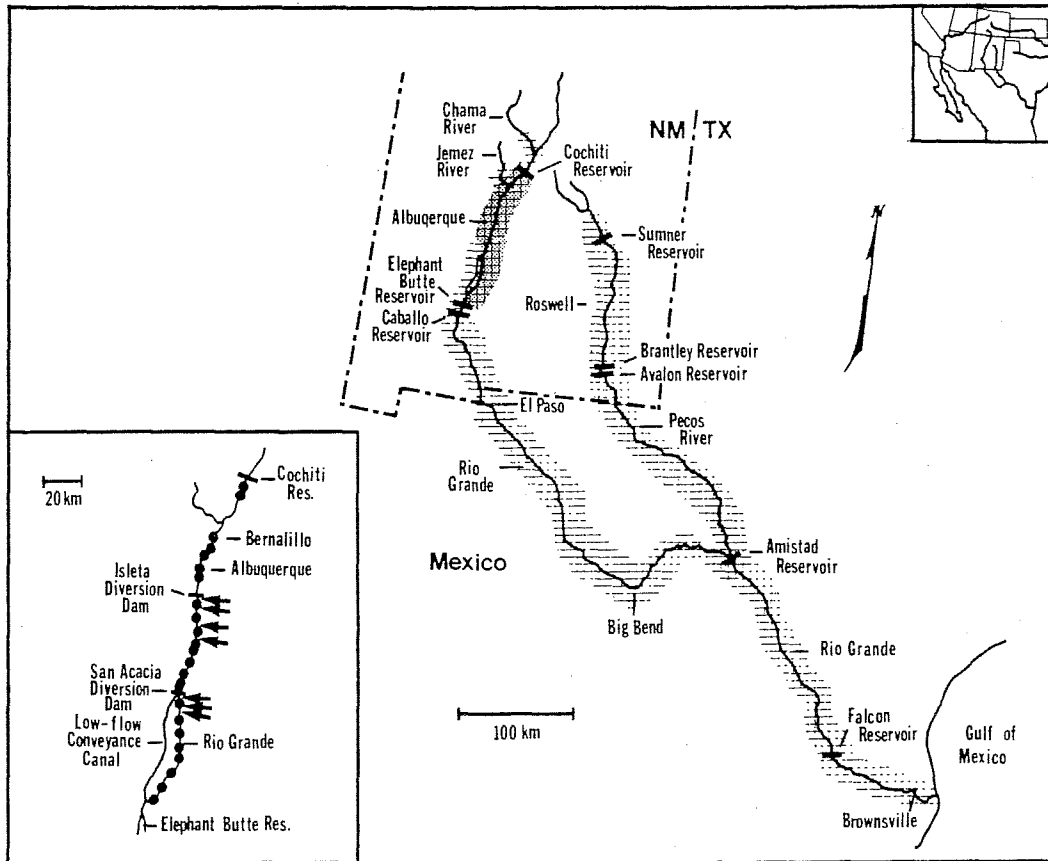 Chama
River
NM
TX
Jemez
River
Cochiti
Reservoir
N
Albuqerque
Sumner
Reservoir
Elephant
Butte
Reservoir
Roswell
Caballo
Reservoir
Brantley Reservoir
Avalon Reservoir
El Paso
Pecos
River
Rio
Grande
20 km
Cochiti
Res.
Bernalillo
Albuquerque
Isleta
Diversion
Dam
Mexico
Amistad
Reservoir
Big Bend
Rio Grande
San Acacia
Diversion
Dam
Low-flow
Conveyance
Canal
Rio Grande
100 km
Falcon
Reservoir
Gulf of
Mexico
Elephant Butte Res.
Brownsville